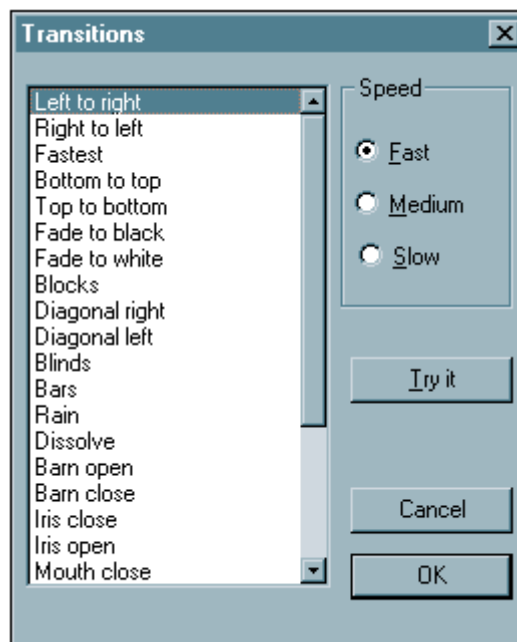 Transitions
Left to right
Right to left
Fastest
Bottom to top
Top to bottom
Fade to black
Fade to white
Blocks
Diagonal right
Diagonal left
Blinds
Bars
Rain
Dissolve
Barn open
Barn close
Iris close
Iris open
Mouth close
Speed
Fast
Medium
Slow
Try it
Cancel
OK